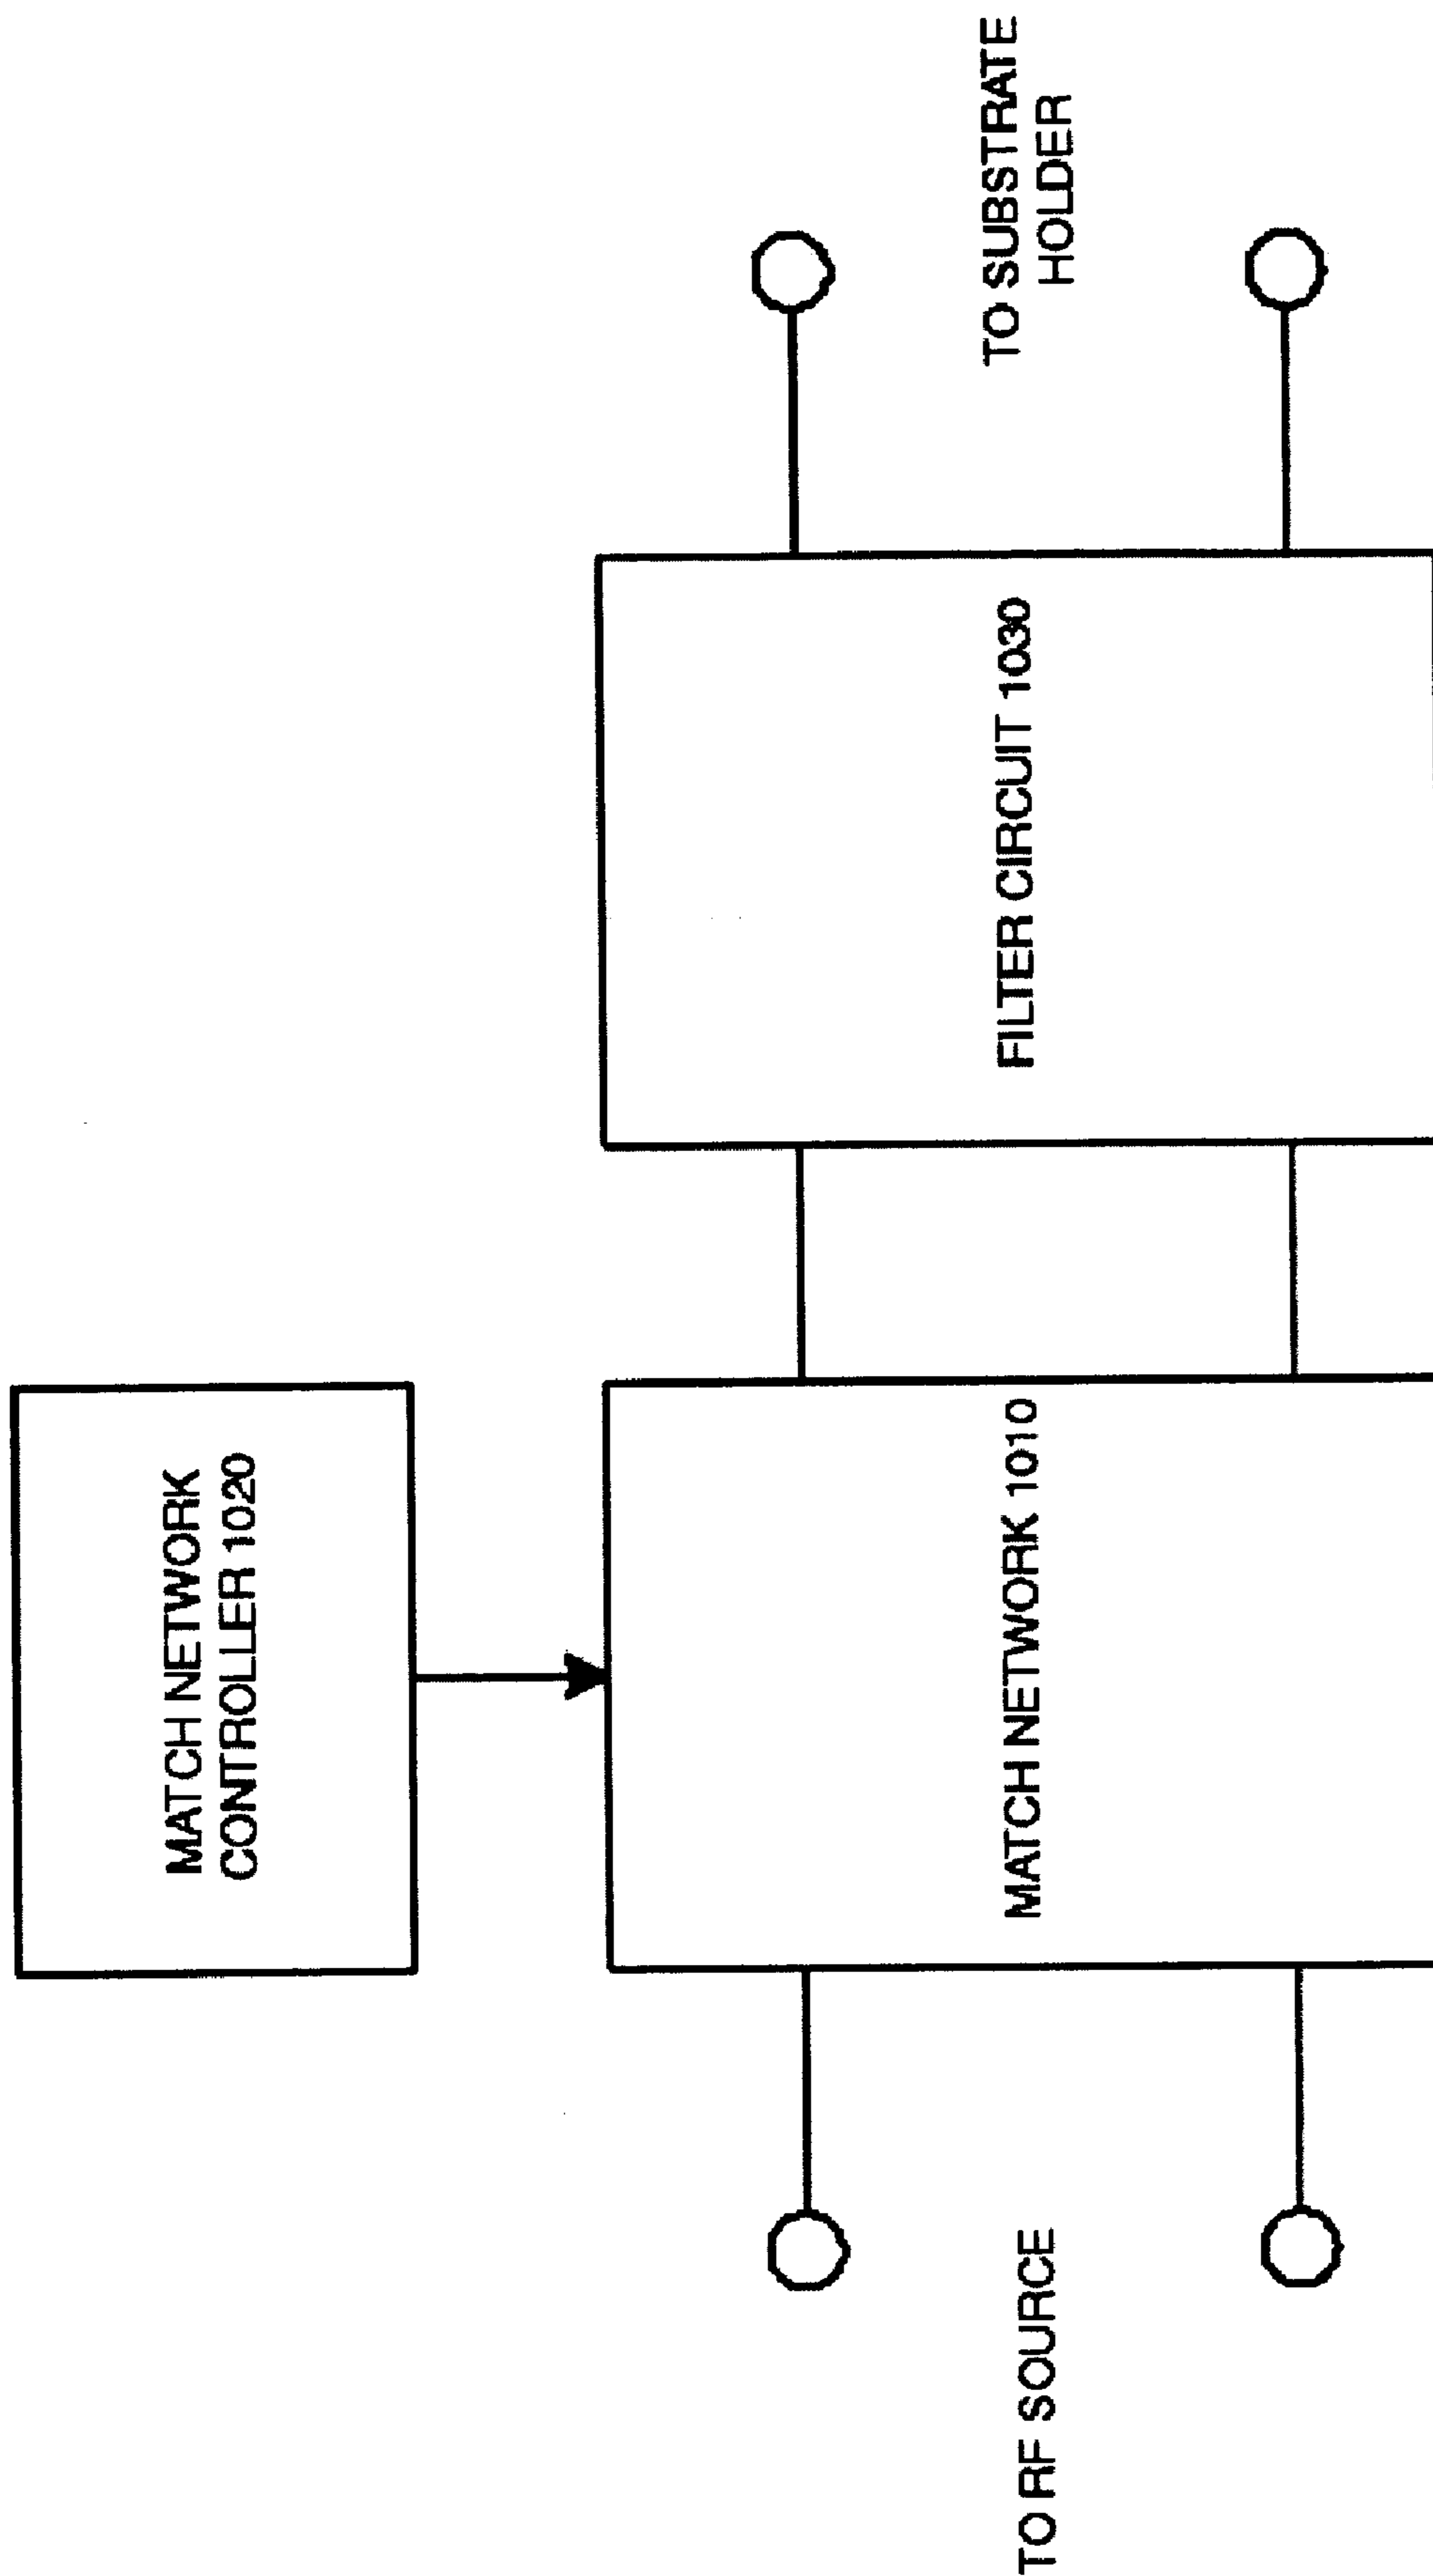 MATCH NETWORK
CONTROLLER 1020
TO RF SOURCE
MATCH NETWORK 1010
FILTER CIRCUIT 1030
TO SUBSTRATE
HOLDER